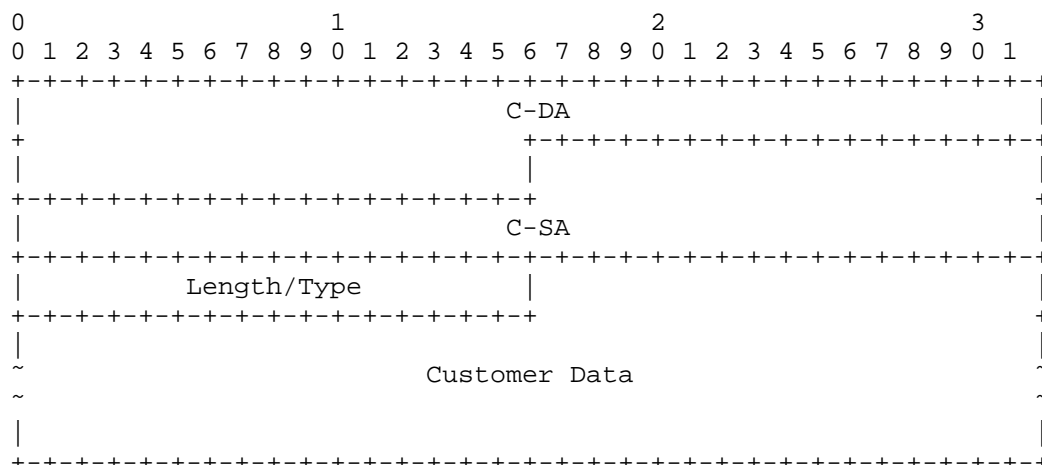 0                   1                   2                   3
0 1 2 3 4 5 6 7 8 9 0 1 2 3 4 5 6 7 8 9 0 1 2 3 4 5 6 7 8 9 0 1
+-+-+-+-+-+-+-+-+-+-+-+-+-+-+-+-+-+-+-+-+-+-+-+-+-+-+-+-+-+-+-+-+
|                              C-DA                             |
+                               +-+-+-+-+-+-+-+-+-+-+-+-+-+-+-+-+
|                               |                               |
+-+-+-+-+-+-+-+-+-+-+-+-+-+-+-+-+                               +
|                              C-SA                             |
+-+-+-+-+-+-+-+-+-+-+-+-+-+-+-+-+-+-+-+-+-+-+-+-+-+-+-+-+-+-+-+-+
|          Length/Type          |                               |
+-+-+-+-+-+-+-+-+-+-+-+-+-+-+-+-+                               +
|                                                               |
~                         Customer Data                         ~
~                                                               ~
|                                                               |
+-+-+-+-+-+-+-+-+-+-+-+-+-+-+-+-+-+-+-+-+-+-+-+-+-+-+-+-+-+-+-+-+